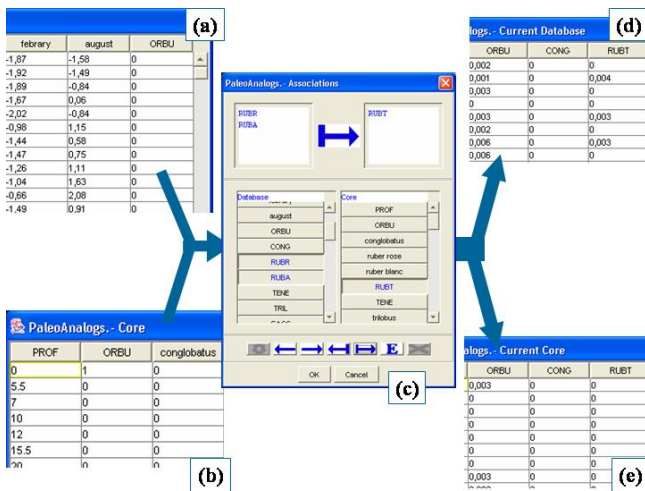 (a)
febrary august ORBU
-1,87 -1,58 0
-1,92 -1,49 0
-1,89 -0,84 0
-1,67 0,06 0
-2,02 -0,84 0
-0,98 1,15 0
-1,44 0,58 0
-1,47 0,75 0
-1,26 1,11 0
-1,04 1,63 0
-0,66 2,08 0
-1,49 0,91 0
PaleoAnalogs.- Core
PROF ORBU conglobatus
0 1 0
5.5 0 0
7 0 0
10 0 0
12 0 0
15.5 0 0
20 0 0
(b)
PaleoAnalogs.- Associations
RUBR
RUBA
RUBT
Database
august
ORBU
CONG
RUBR
RUBA
TENE
TRIL
Core
PROF
ORBU
conglobatus
ruber rose
ruber blanc
RUBT
TENE
trilobus
E
OK Cancel
(c)
(d)
alogs.- Current Database
ORBU CONG RUBT
0,002 0 0
0,001 0 0,004
0,003 0 0
0 0 0
0,003 0 0,003
0,002 0 0
0,006 0 0,003
0,006 0 0
alogs.- Current Core
ORBU CONG RUBT
0,003 0 0
0 0 0
0 0 0
0 0 0
0 0 0
0 0 0
0 0 0
0,003 0 0
(e)